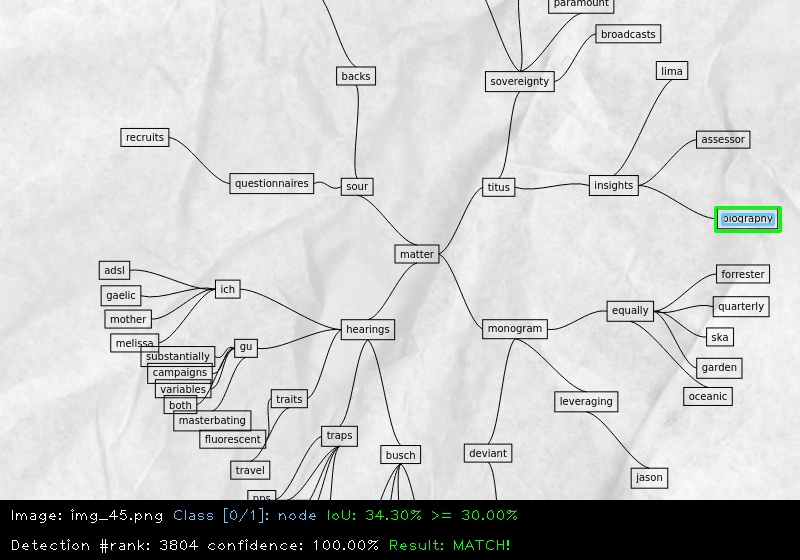 paramount
broadcasts
backs
sovereignty
lima
recruits
assessor
questionnaires
sour
titus
insights
biography
matter
adsl
ich
forrester
gaelic
quarterly
mother
equally
hearings
monogram
ska
melissa
gu
substantially
campaigns
garden
variables
oceanic
both
traits
leveraging
masterbating
fluorescent
traps
travel
busch
deviant
jason
pps
Image: img_45.png Class [0/1]: node IoU: 34.30% >= 30.00%
Detection #rank: 3804 confidence: 100.00% Result: MATCH!